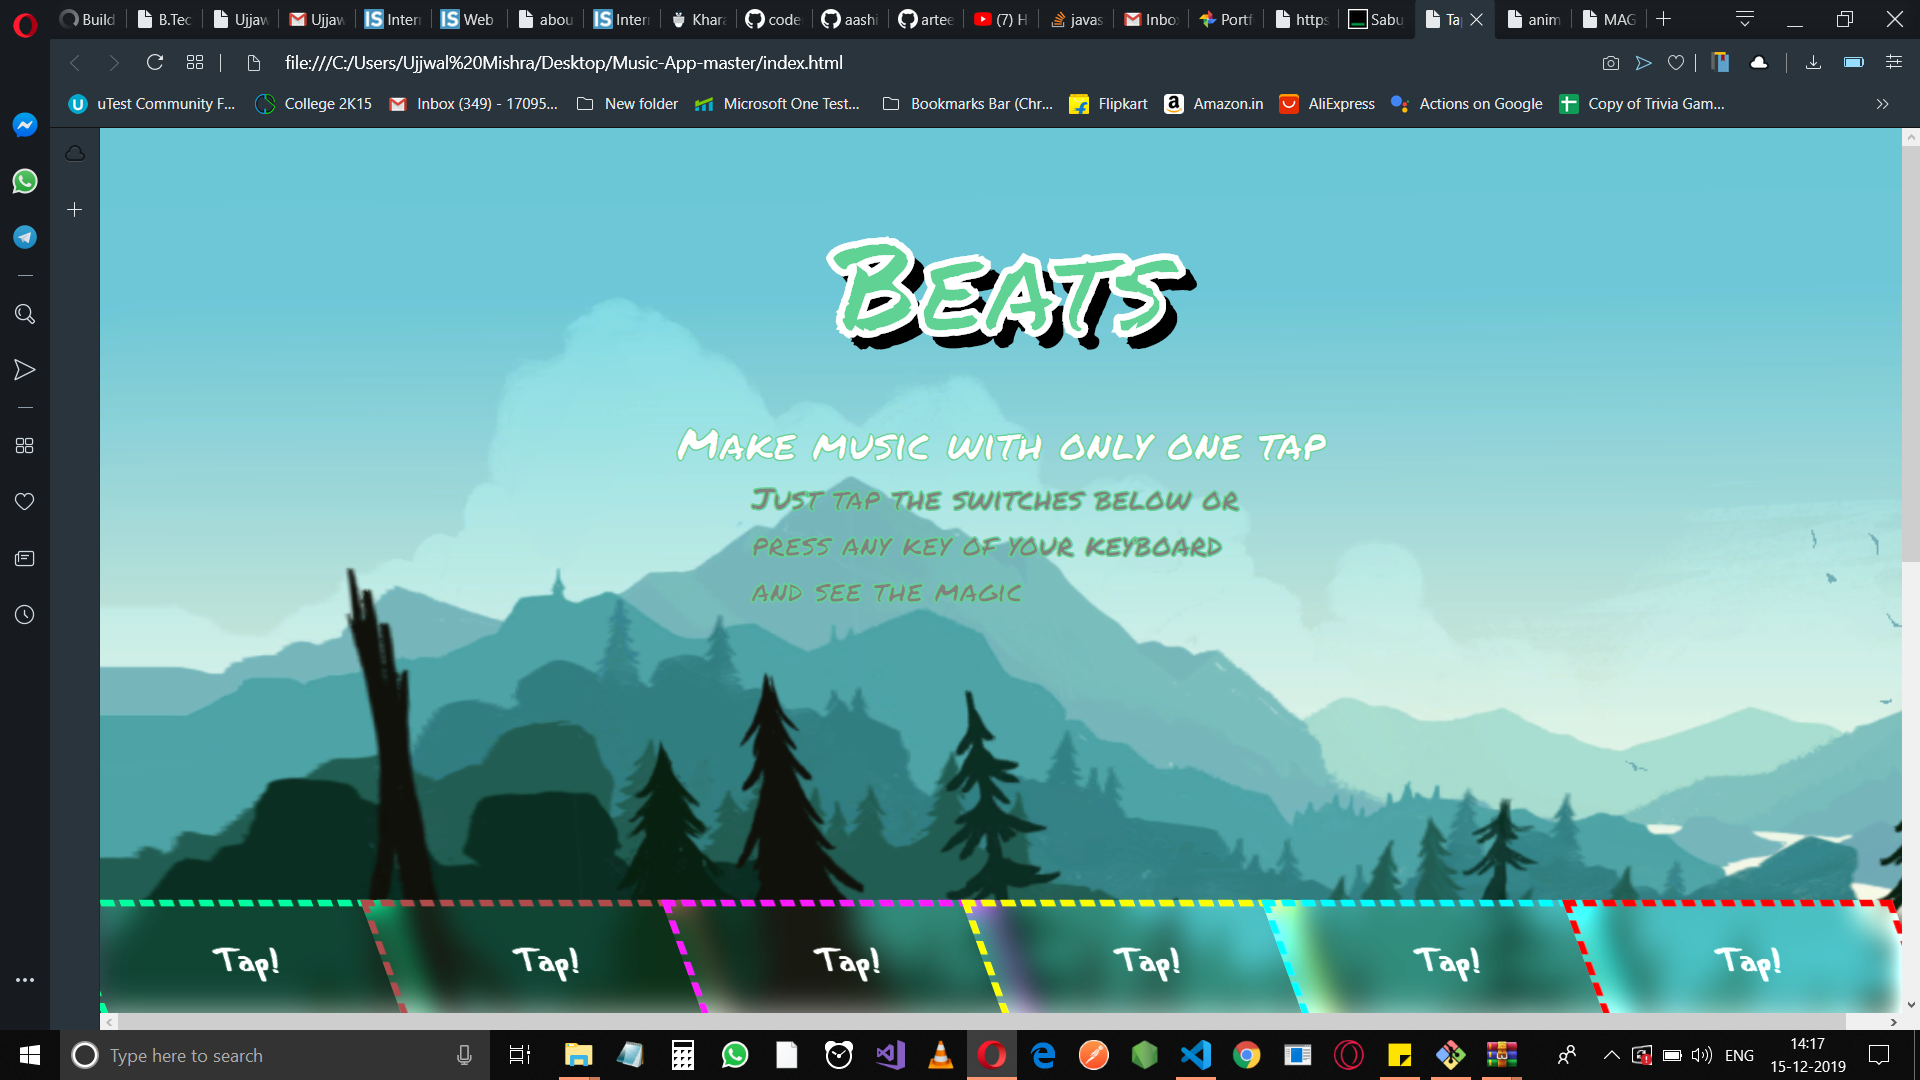 Build
B.Tec
Ujjaw
Ujjaw
Intern
Web
abou
Intern
Khara
code
aashi
artee
(7) H
javas
Inbo
Portf
https
Sabu
Ta
anim
MAG
file:///C:/Users/Ujjwal%20Mishra/Desktop/Music-App-master/index.html
uTest Community F...
College 2K15
Inbox (349) - 17095...
New folder
Microsoft One Test...
Bookmarks Bar (Chr...
Flipkart
Amazon.in
AliExpress
Actions on Google
Copy of Trivia Gam...
Beats
Make music with only one tap
Just tap the switches below or
press any key of your keyboard
and see the magic
Tap!
Tap!
Tap!
Tap!
Tap!
Tap!
Type here to search
ENG
14:17
15-12-2019